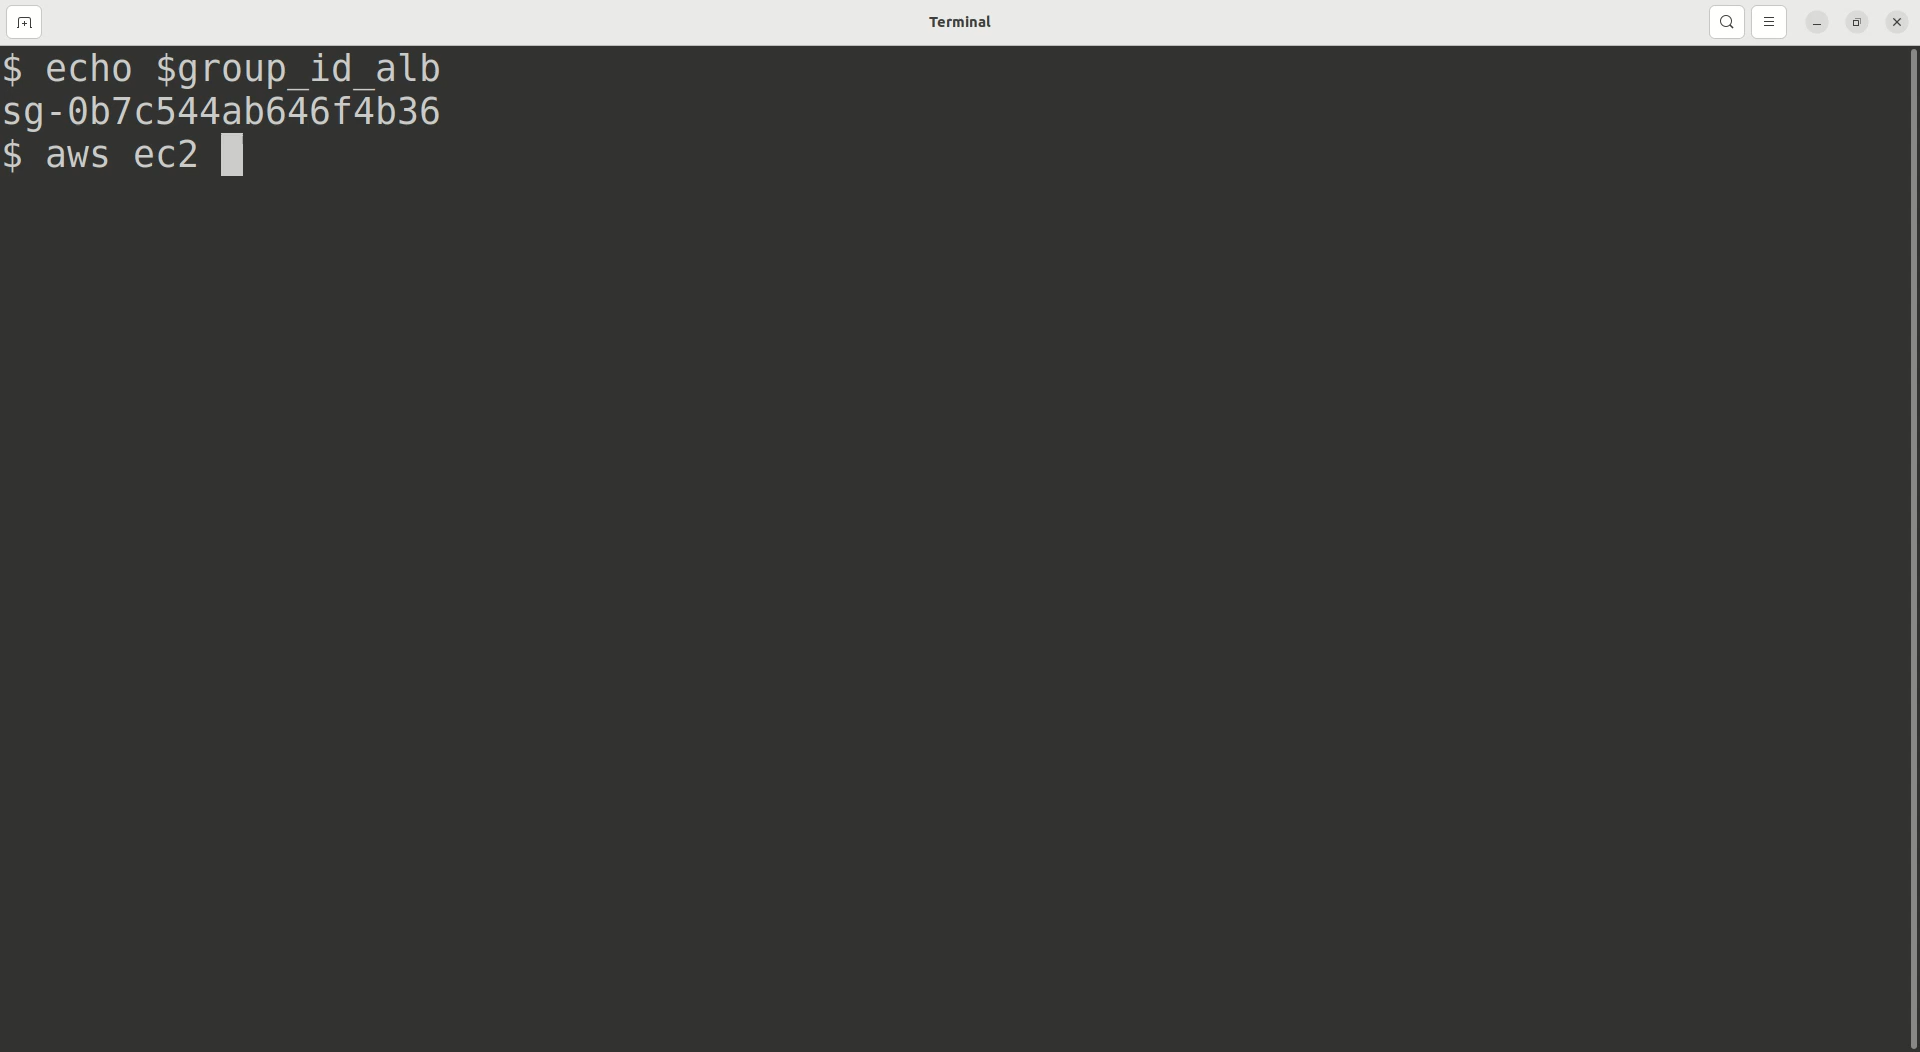 Terminal
$ echo $group_id_alb
sg-0b7c544ab646f4b36
$ aws ec2